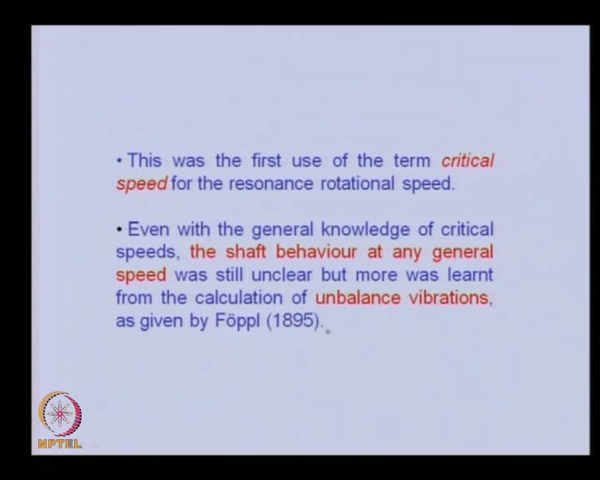 • This was the first use of the term critical
speed for the resonance rotational speed.
• Even with the general knowledge of critical
speeds, the shaft behaviour at any general
speed was still unclear but more was learnt
from the calculation of unbalance vibrations,
as given by Föppl (1895).
NPTEL